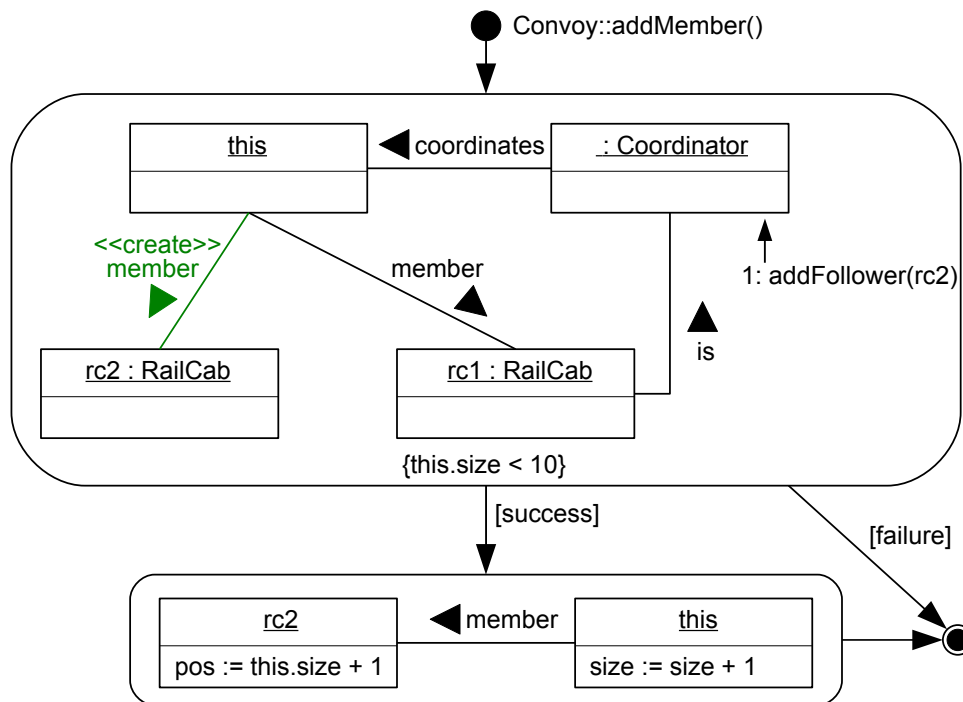 Convoy::addMember()
this
coordinates
: Coordinator
<<create>>
member
member
1: addFollower(rc2)
is
rc2 : RailCab
rc1 : RailCab
{this.size < 10}
[success]
[failure]
rc2
member
this
pos := this.size + 1
size := size + 1